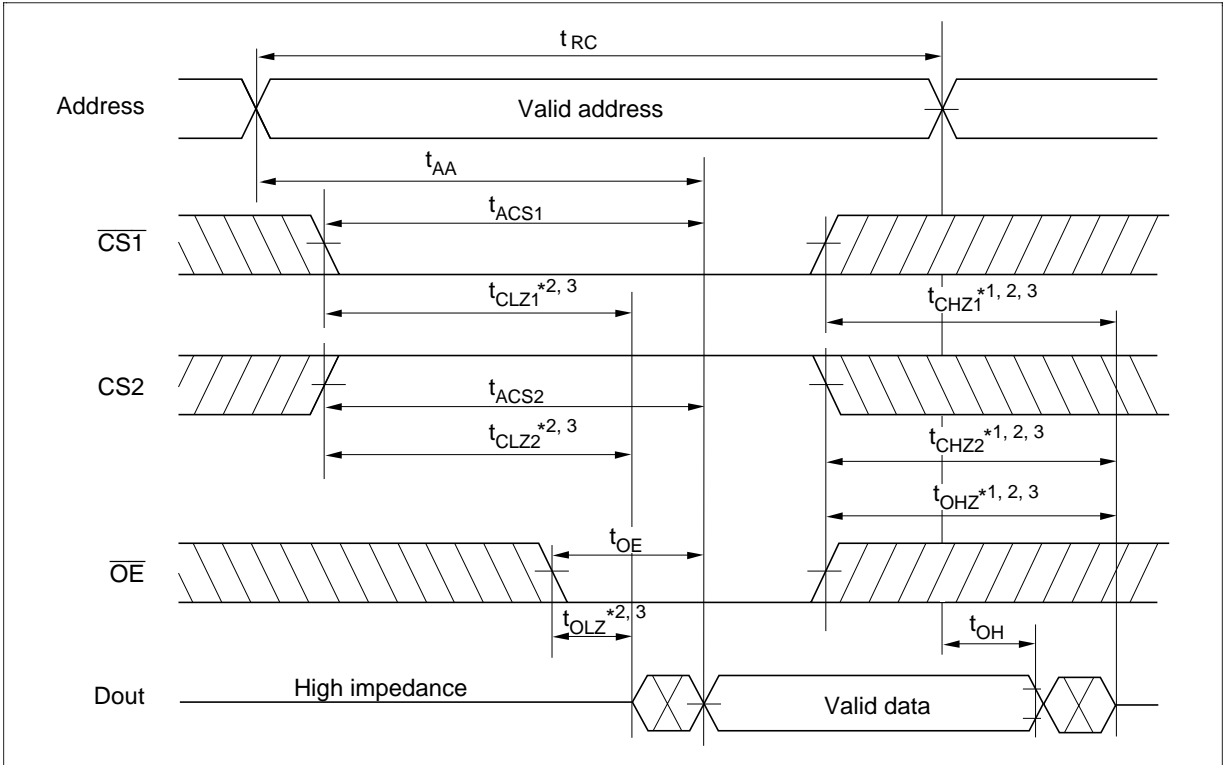 tRC
Address
Valid address
tAA
tACS1
CS1
tCLZ1*2, 3
tCHZ1*1, 2, 3
CS2
tACS2
tCLZ2*2, 3
tCHZ2*1, 2, 3
tOHZ*1, 2, 3
tOE
OE
tOLZ*2, 3
tOH
High impedance
Dout
Valid data